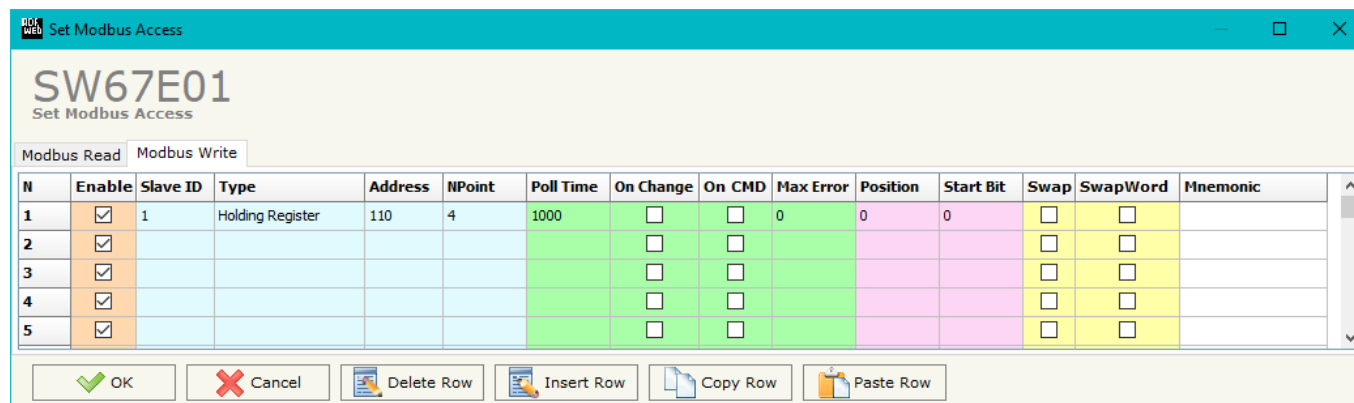 ADF WEB Set Modbus Access
SW67E01
Set Modbus Access
Modbus Read Modbus Write
N Enable Slave ID Type Address NPoint Poll Time On Change On CMD Max Error Position Start Bit Swap SwapWord Mnemonic
1 1 Holding Register 110 4 1000 0 0 0
2
3
4
5
OK Cancel Delete Row Insert Row Copy Row Paste Row